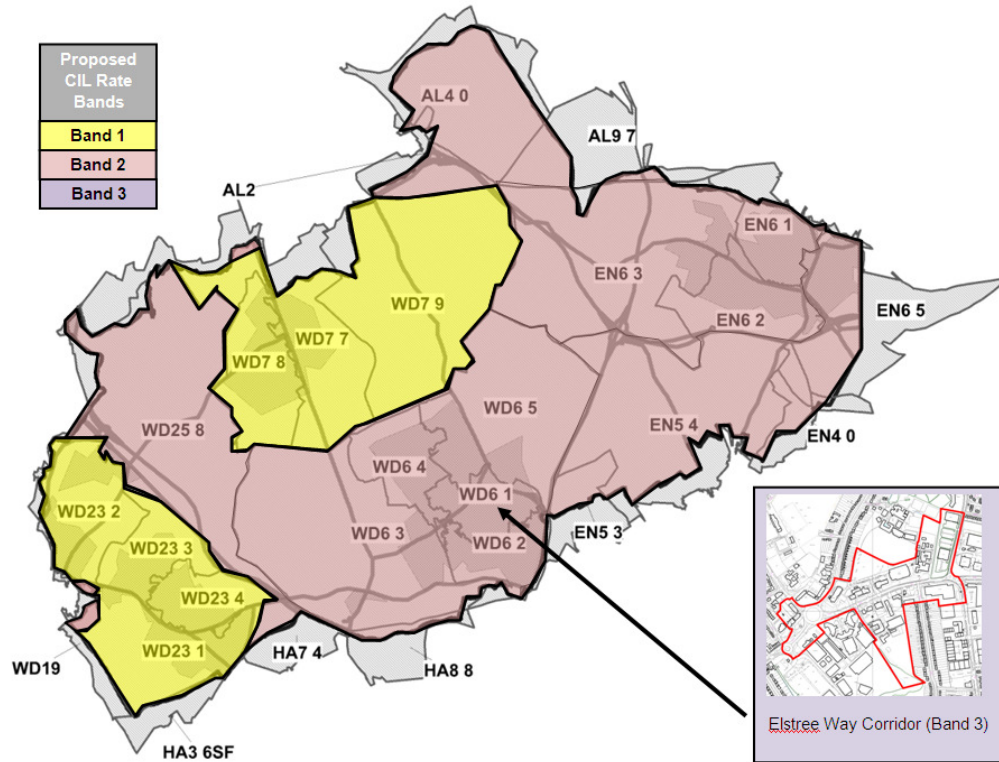 Proposed
CIL Rate
Bands
Band 1
Band 2
Band 3
AL4 0
AL9 7
AL2
EN6 1
EN6 3
EN6 5
WD7 9
EN6 2
WD7 7
WD7 8
WD6 5
EN5 4
WD25 8
EN4 0
WD6 4
WD6 1
WD23 2
WD6 3
EN5 3
WD6 2
WD23 3
WD23 4
WD23 1
HA7 4
WD19
HA8 8
HA3 6SF
Elstree Way Corridor (Band 3)